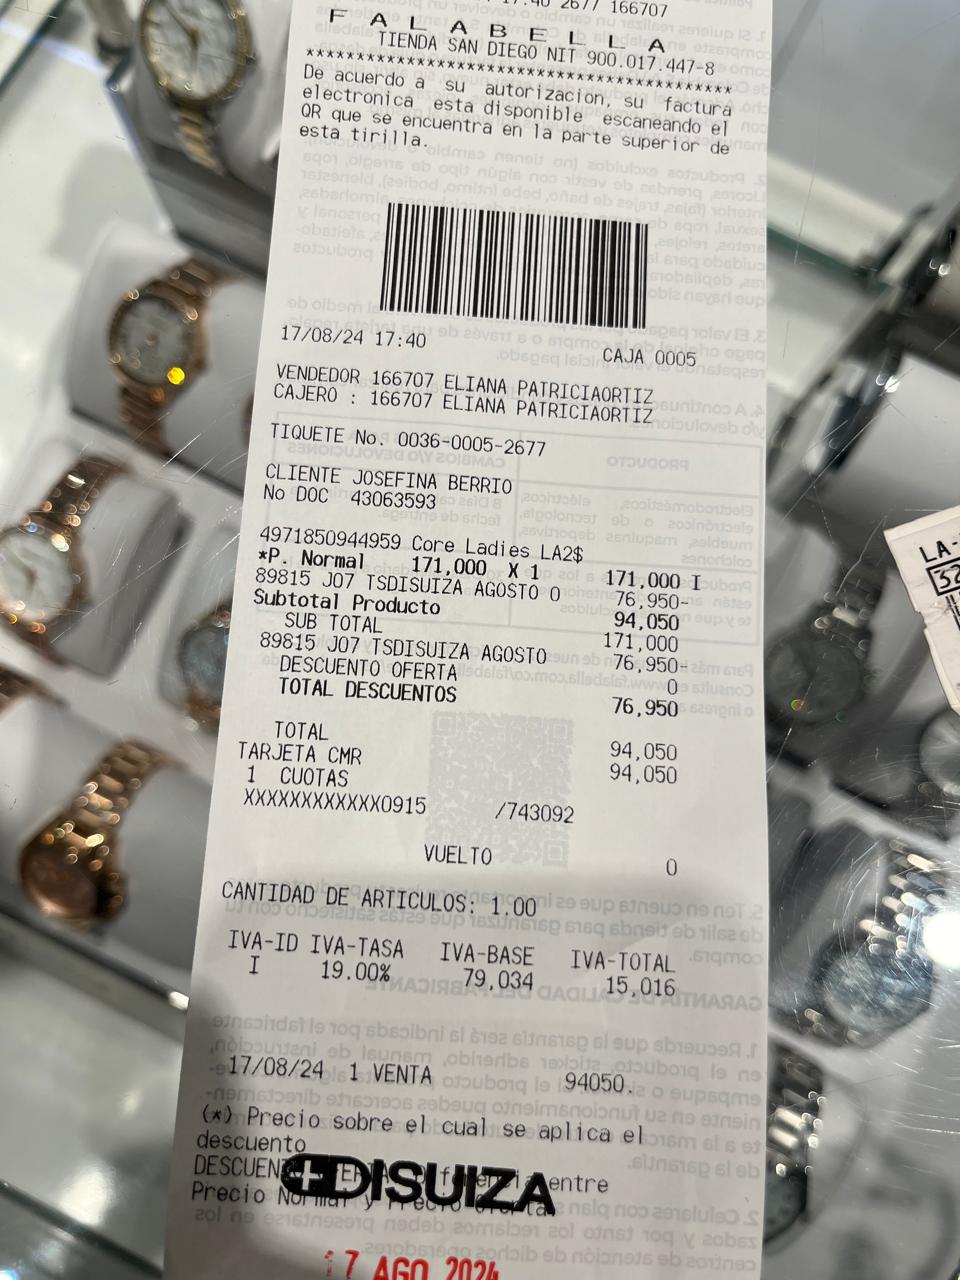 17:40 2677 166707
F A L A B E L L A
TIENDA SAN DIEGO NIT 900.017.447-8
******************************************
De acuerdo a su autorizacion, su factura
electronica esta disponible escaneando el
QR que se encuentra en la parte superior de
esta tirilla.
17/08/24 17:40 CAJA 0005
VENDEDOR 166707 ELIANA PATRICIAORTIZ
CAJERO : 166707 ELIANA PATRICIAORTIZ
TIQUETE No. 0036-0005-2677
CLIENTE JOSEFINA BERRIO
No DOC 43063593
4971850944959 Core Ladies LA2$
*P. Normal 171,000 X 1 171,000 I
89815 J07 TSDISUIZA AGOSTO 0 76,950-
Subtotal Producto 94,050
SUB TOTAL 171,000
89815 J07 TSDISUIZA AGOSTO 76,950-
DESCUENTO OFERTA 0
TOTAL DESCUENTOS 76,950
TOTAL 94,050
TARJETA CMR 94,050
1 CUOTAS
XXXXXXXXXXXX0915 /743092
VUELTO 0
CANTIDAD DE ARTICULOS: 1.00
IVA-ID IVA-TASA IVA-BASE IVA-TOTAL
I 19.00% 79,034 15,016
17/08/24 1 VENTA 94050.
(*) Precio sobre el cual se aplica el
descuento
entre
Precio Normal y Precio
DISUIZA
17 AGO 2024
LA-